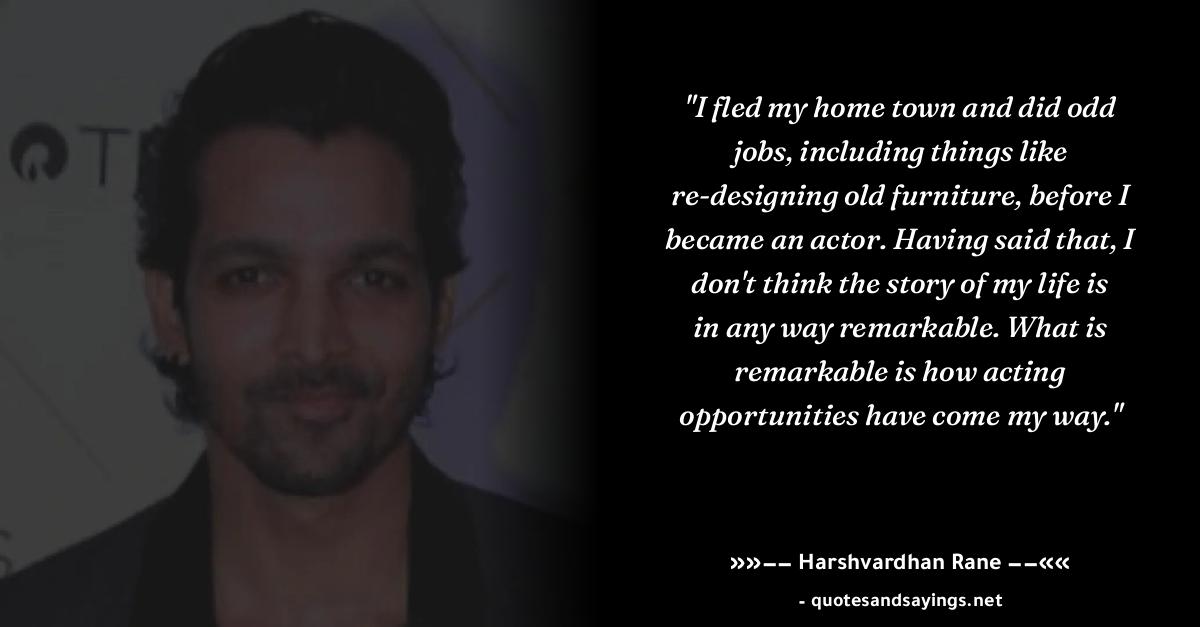 "I fled my home town and did odd
jobs, including things like
re-designing old furniture, before I
became an actor. Having said that, I
don't think the story of my life is
in any way remarkable. What is
remarkable is how acting
opportunities have come my way."
»»–– Harshvardhan Rane ––««
- quotesandsayings.net